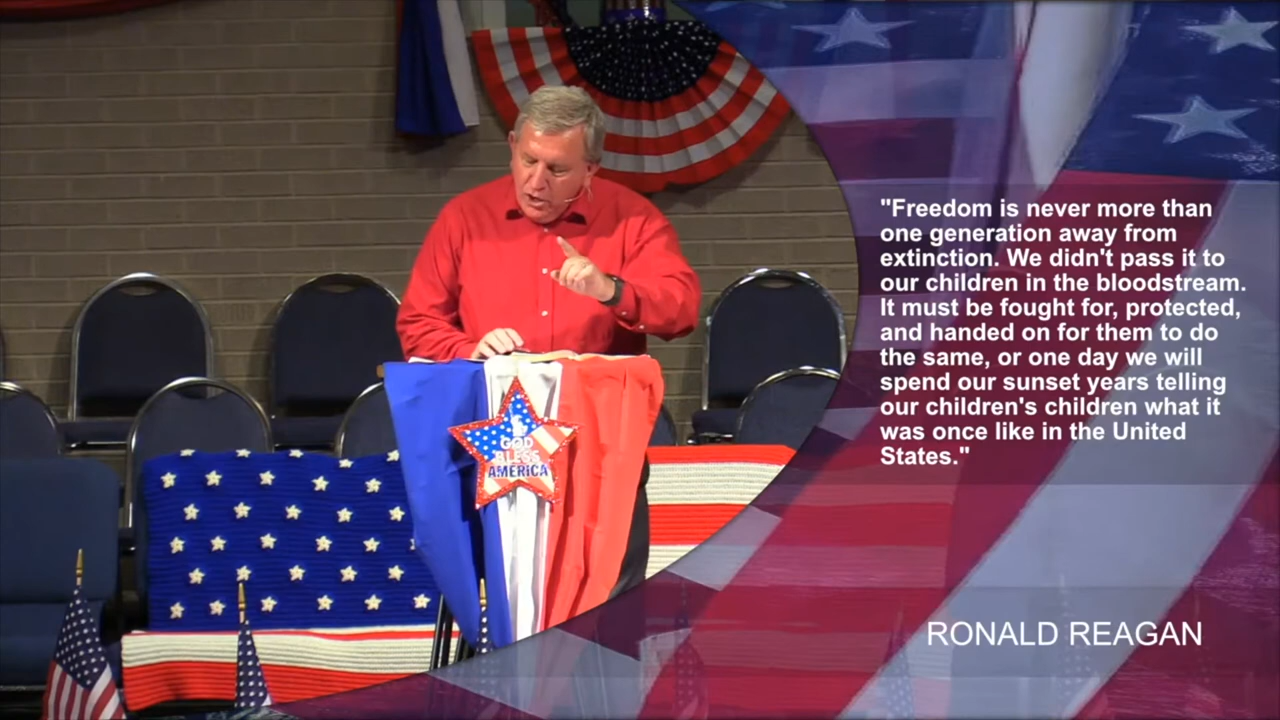 GOD
BLESS
AMERICA
"Freedom is never more than
one generation away from
extinction. We didn't pass it to
our children in the bloodstream.
It must be fought for, protected,
and handed on for them to do
the same, or one day we will
spend our sunset years telling
our children's children what it
was once like in the United
States."
RONALD REAGAN